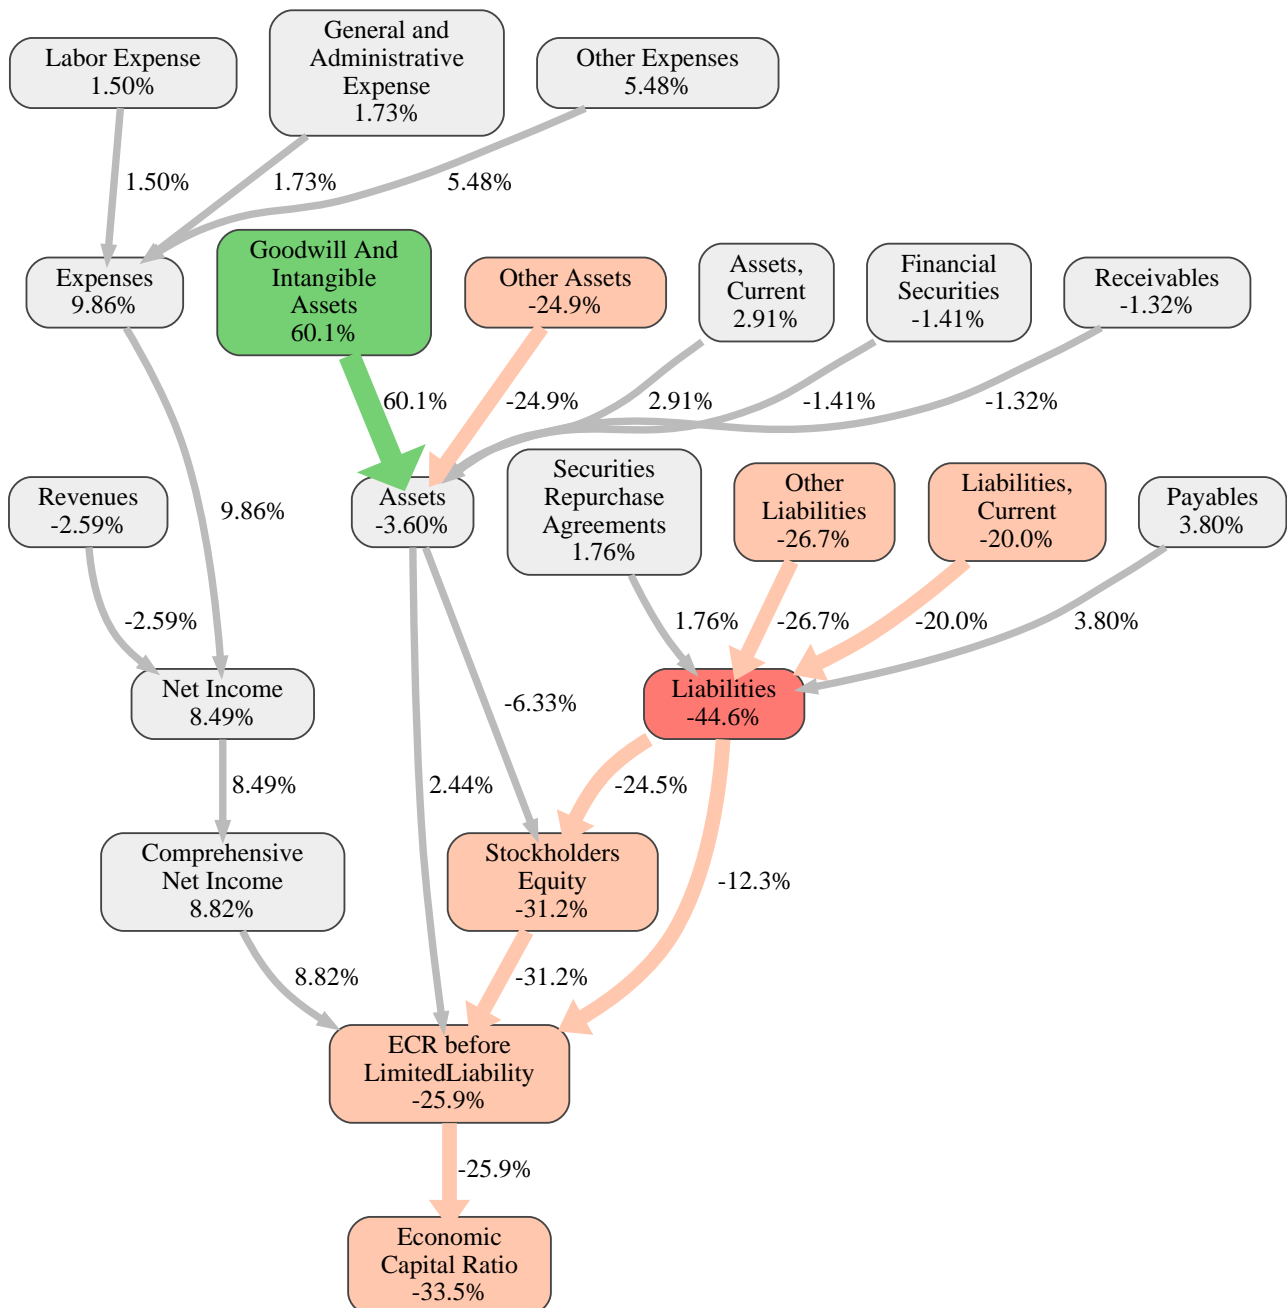 Labor Expense
1.50%
General and
Administrative
Expense
1.73%
Other Expenses
5.48%
1.50%
1.73%
5.48%
Expenses
9.86%
Goodwill And
Intangible
Assets
60.1%
Other Assets
-24.9%
Assets,
Current
2.91%
Financial
Securities
-1.41%
Receivables
-1.32%
60.1%
-24.9%
2.91%
-1.41%
-1.32%
Revenues
-2.59%
9.86%
Assets
-3.60%
Securities
Repurchase
Agreements
1.76%
Other
Liabilities
-26.7%
Liabilities,
Current
-20.0%
Payables
3.80%
-2.59%
1.76%
-26.7%
-20.0%
3.80%
Net Income
8.49%
-6.33%
Liabilities
-44.6%
8.49%
2.44%
-24.5%
Comprehensive
Net Income
8.82%
Stockholders
Equity
-31.2%
-12.3%
8.82%
-31.2%
ECR before
LimitedLiability
-25.9%
-25.9%
Economic
Capital Ratio
-33.5%